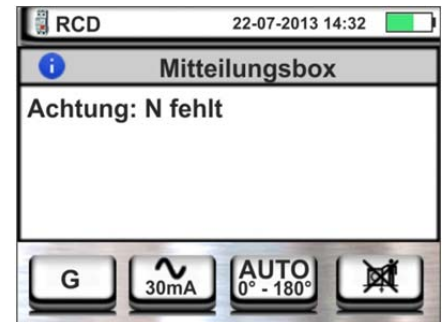 RCD 22-07-2013 14:32
Mitteilungsbox
Achtung: N fehlt
G
30mA
AUTO
0° - 180°